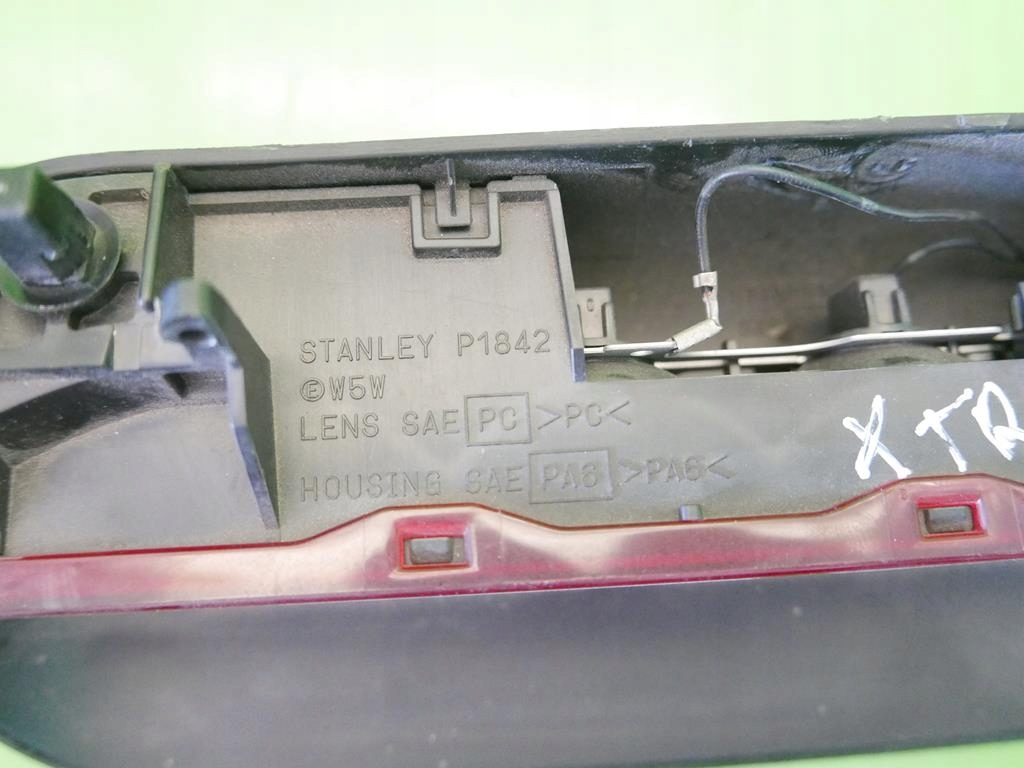 STANLEY P1842
ⒺW5W
LENS SAE PC >PC<
HOUSING SAE PA6 >PA6<